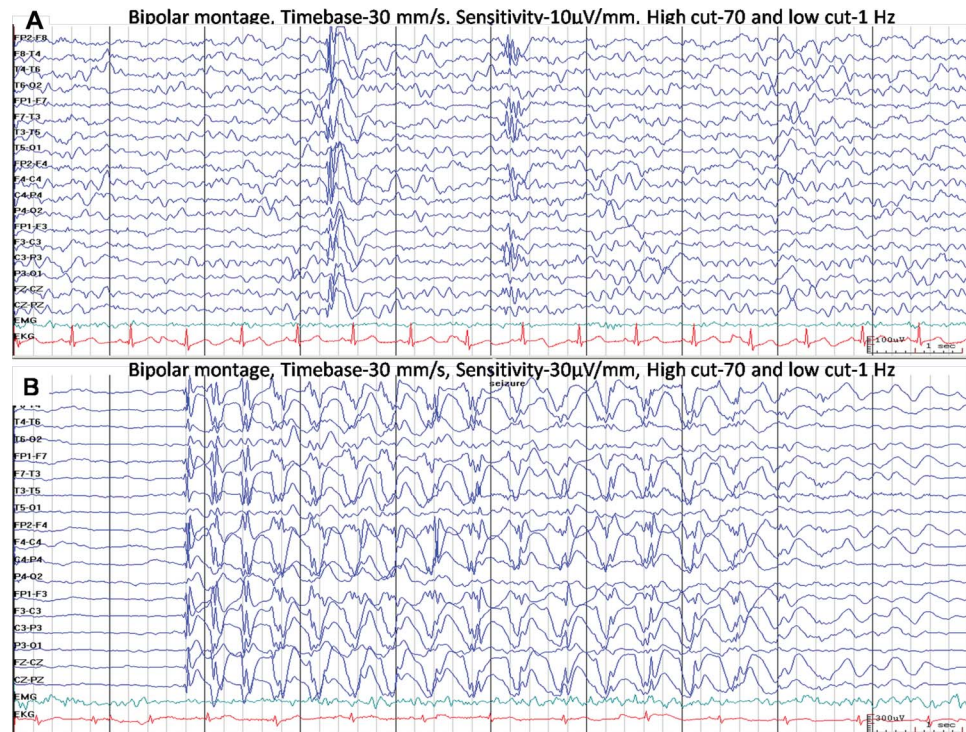 A
Bipolar montage, Timebase-30 mm/s, Sensitivity-10µV/mm, High cut-70 and low cut-1 Hz
FP2-F8
F8-T4
T4-T6
T6-O2
FP1-F7
F7-T3
T3-T5
T5-O1
FP2-F4
F4-C4
C4-P4
P4-O2
FP1-F3
F3-C3
C3-P3
P3-O1
FZ-CZ
CZ-PZ
EMG
EKG
100uV
1 sec
B
Bipolar montage, Timebase-30 mm/s, Sensitivity-30µV/mm, High cut-70 and low cut-1 Hz
seizure
T4-T6
T6-O2
FP1-F7
F7-T3
T3-T5
T5-O1
FP2-F4
F4-C4
C4-P4
P4-O2
FP1-F3
F3-C3
C3-P3
P3-O1
FZ-CZ
CZ-PZ
EMG
EKG
300uV
1 sec